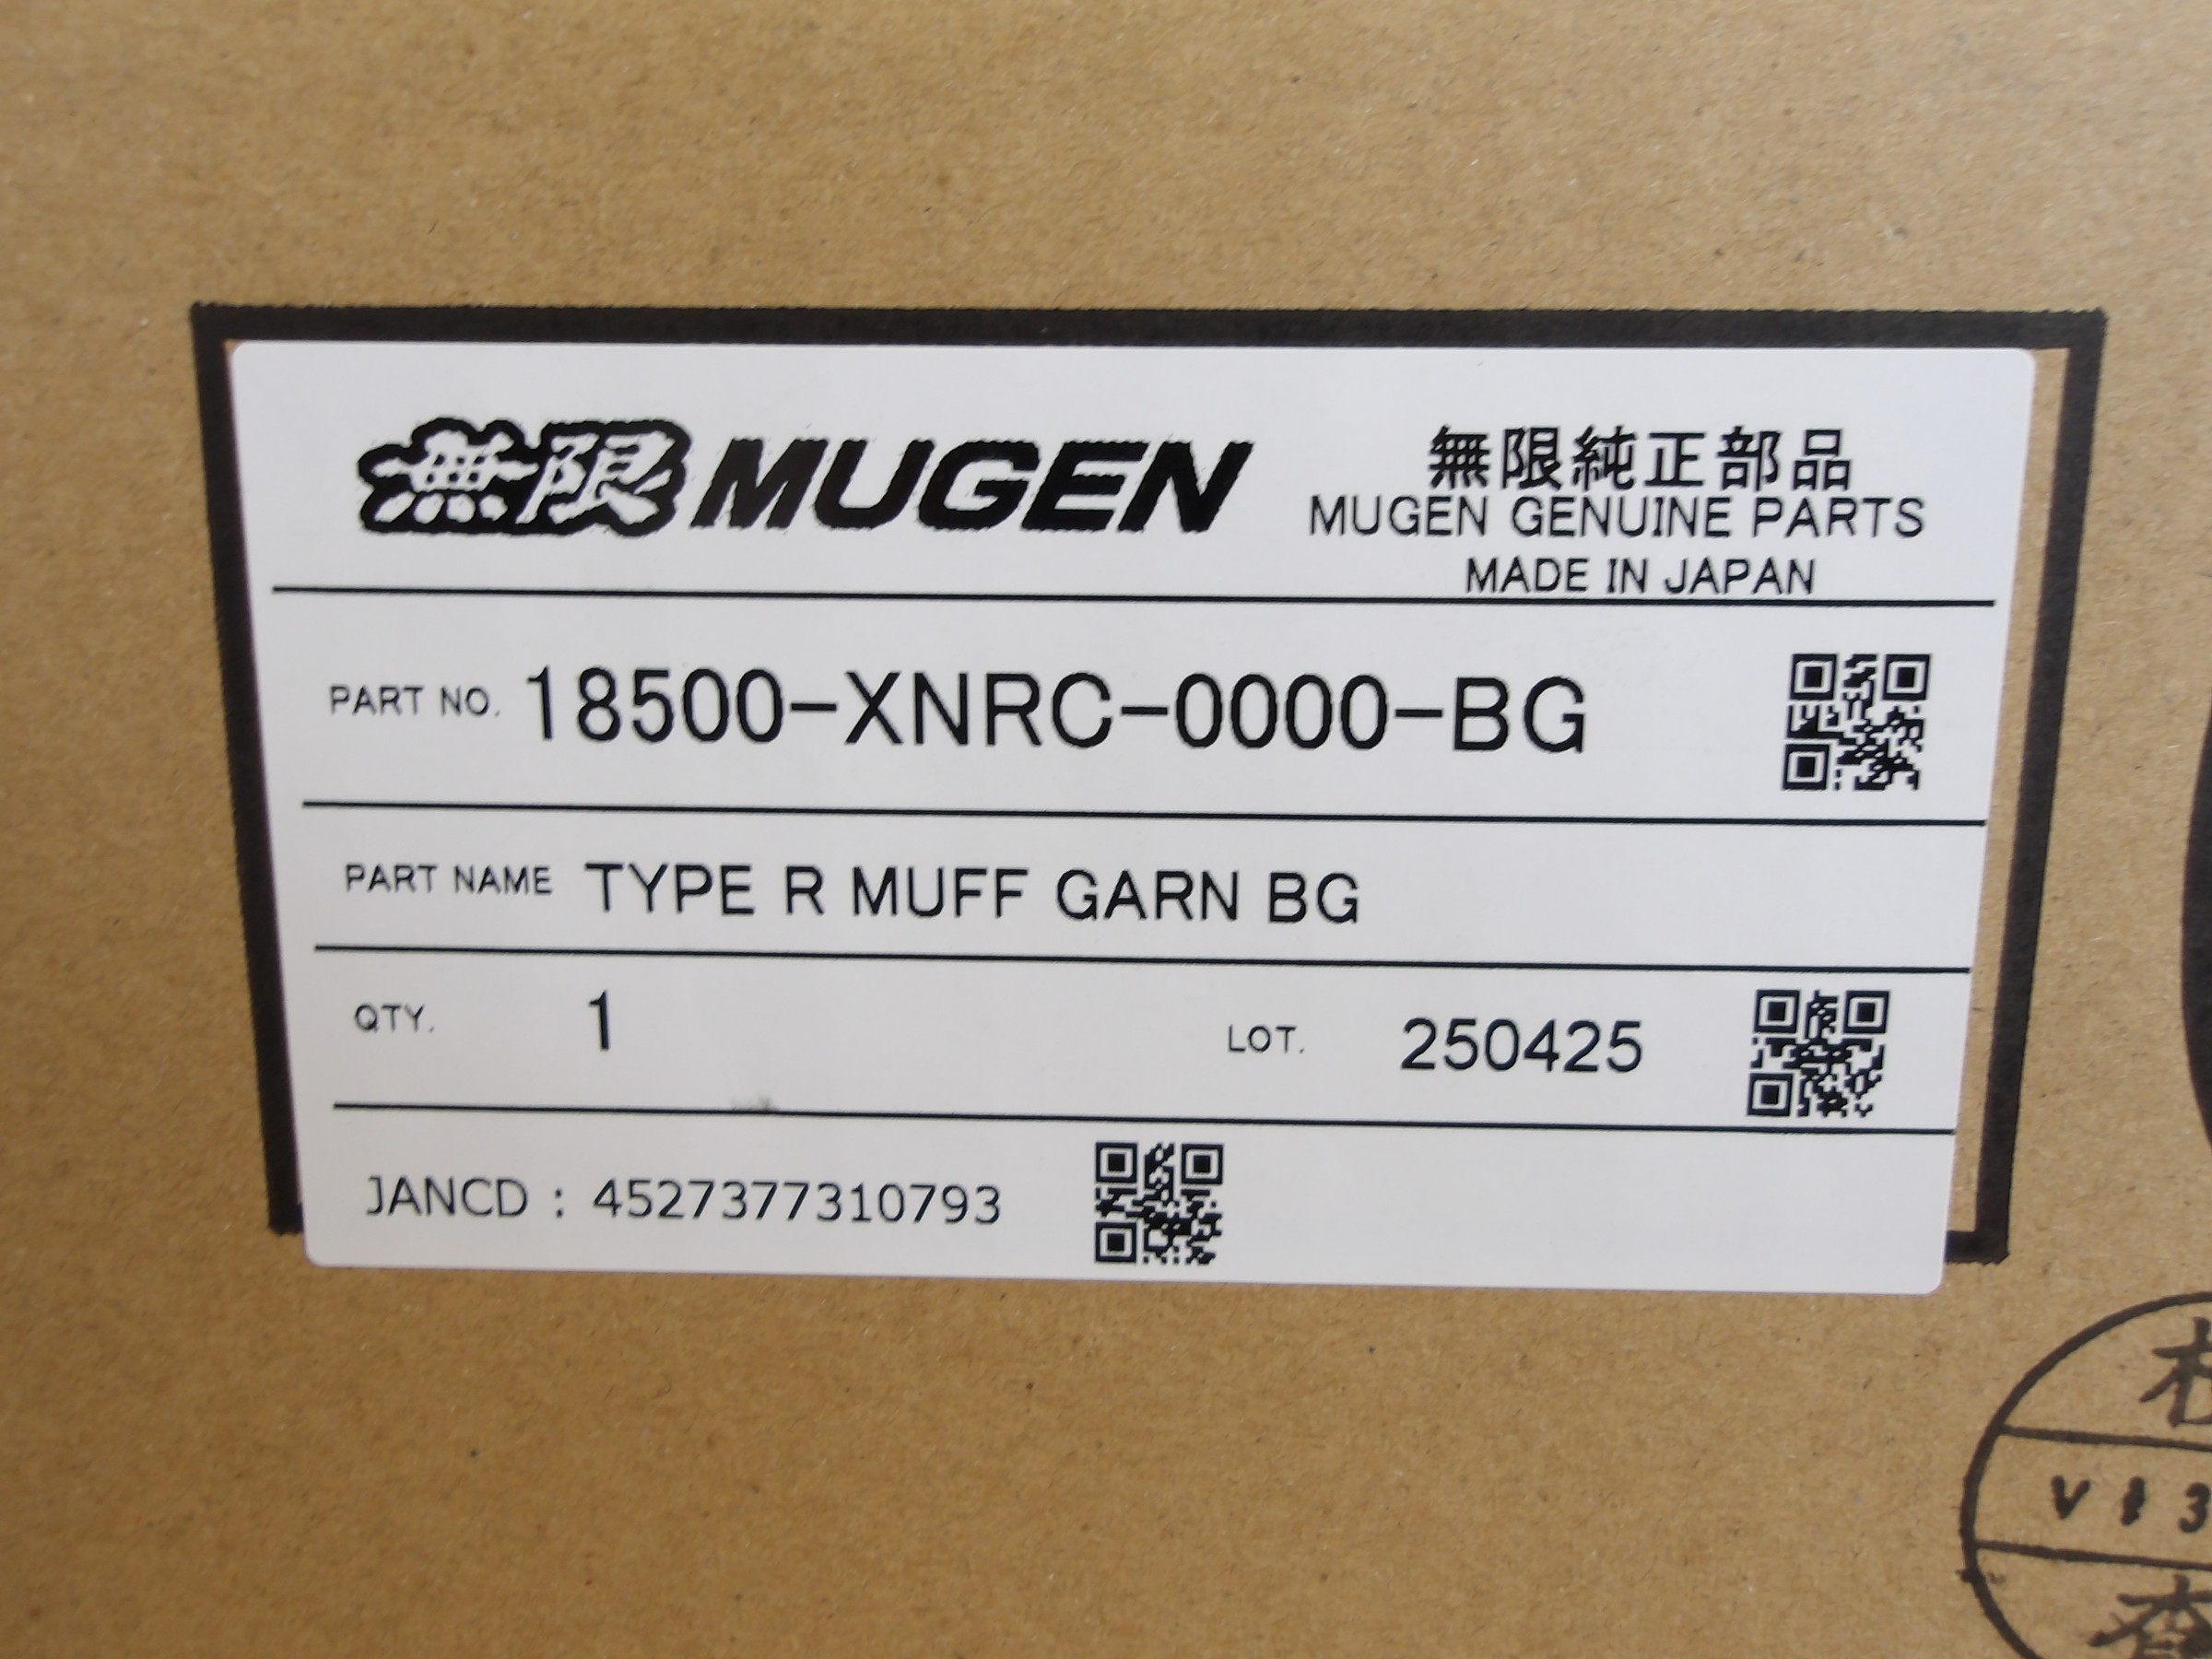 無限 MUGEN
無限純正部品
MUGEN GENUINE PARTS
MADE IN JAPAN
PART NO. 18500-XNRC-0000-BG
PART NAME TYPE R MUFF GARN BG
QTY. 1 LOT. 250425
JANCD : 4527377310793